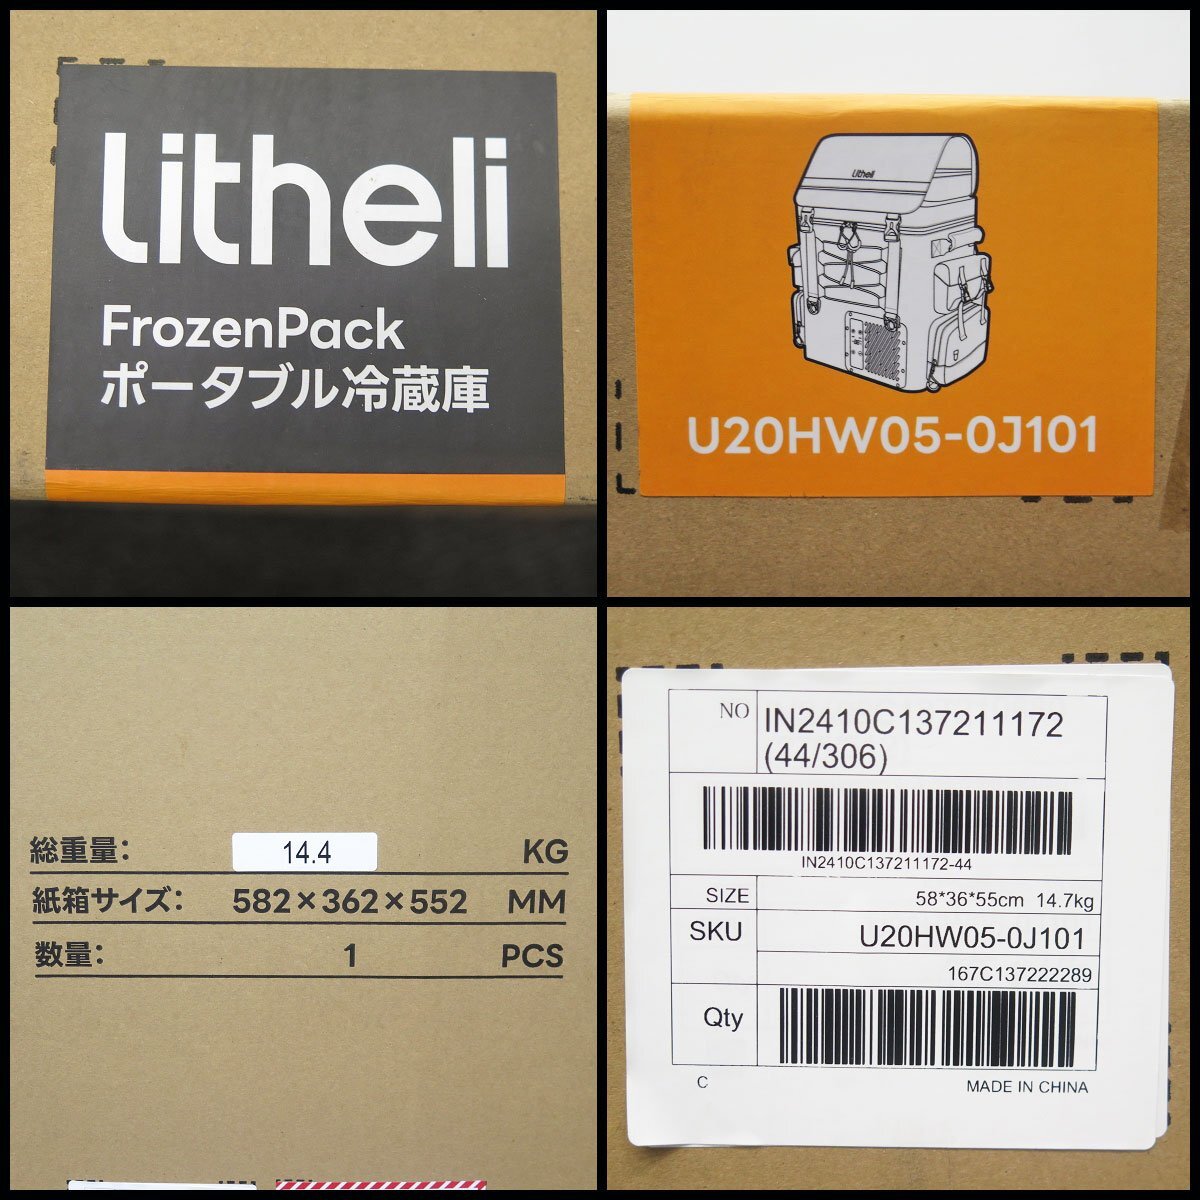 Litheli
FrozenPack
ポータブル冷蔵庫
Litheli
U20HW05-0J101
総重量: 14.4 KG
紙箱サイズ: 582×362×552 MM
数量: 1 PCS
NO IN2410C137211172
(44/306)
IN2410C137211172-44
SIZE 58*36*55cm 14.7kg
SKU U20HW05-0J101
167C137222289
Qty
C MADE IN CHINA